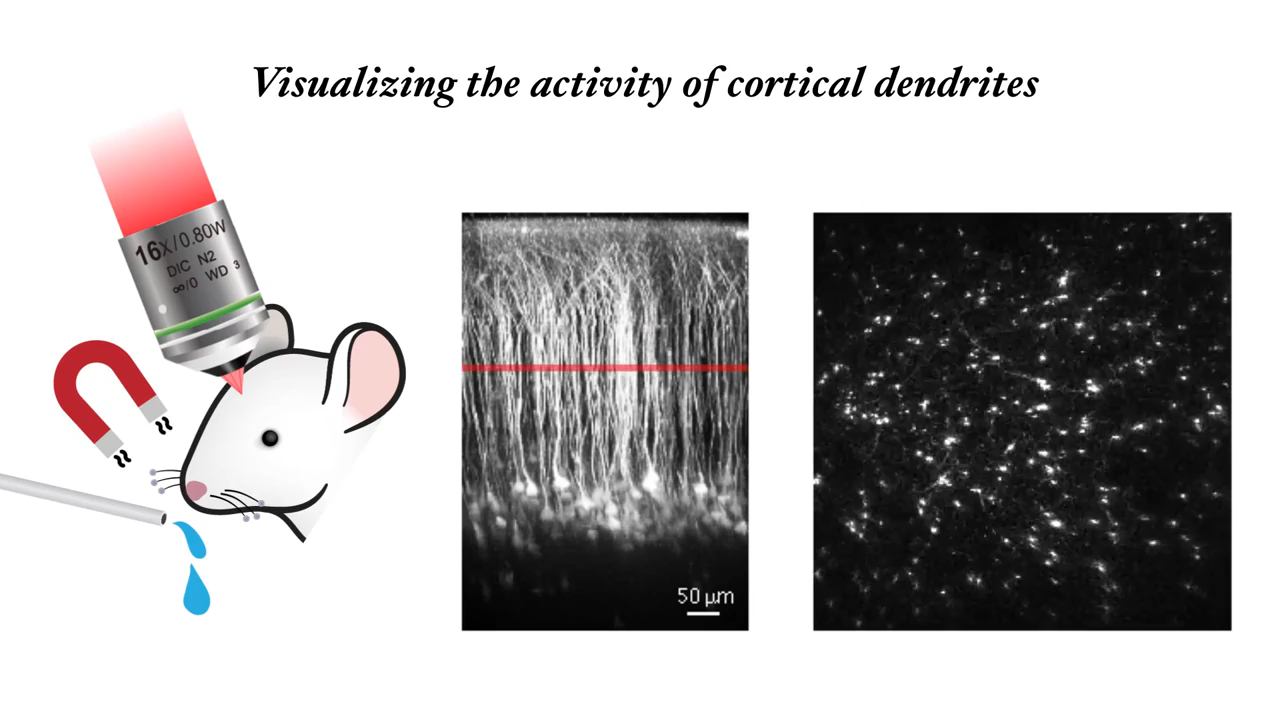 Visualizing the activity of cortical dendrites
16X/0.80W
DIC N2
∞/0 WD 3
50 µm